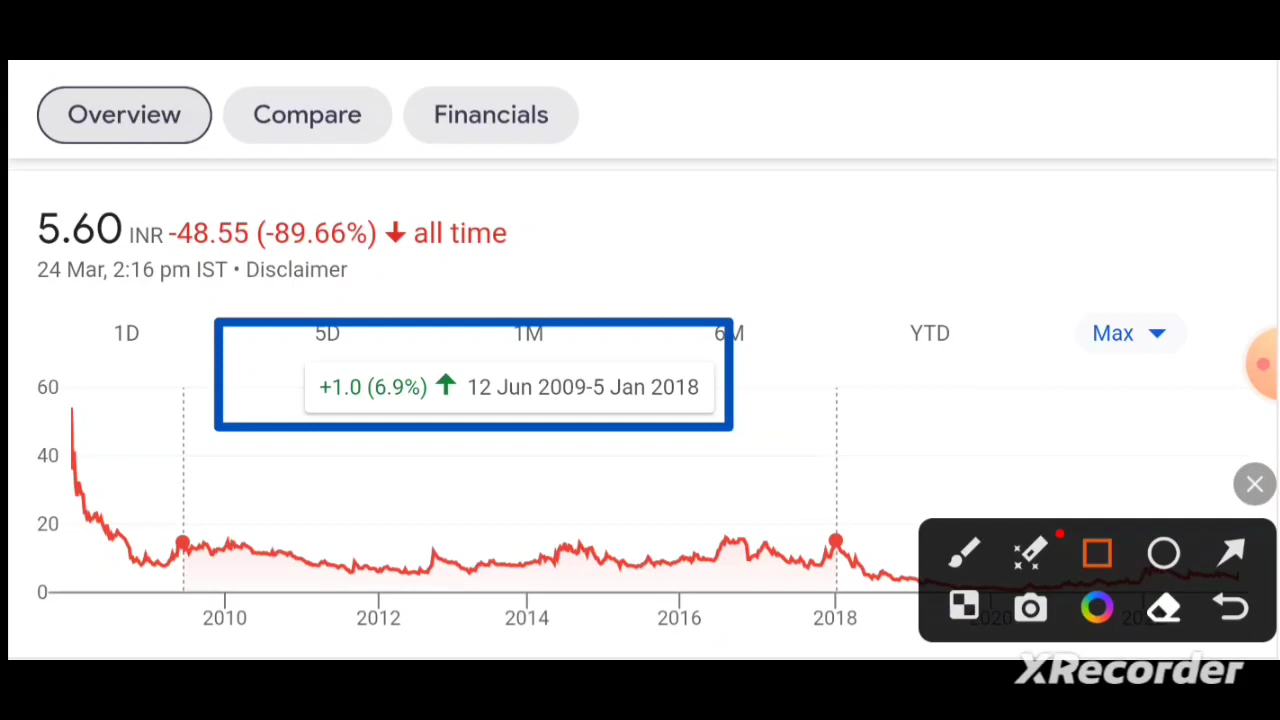 Overview Compare Financials
5.60 INR -48.55 (-89.66%) all time
24 Mar, 2:16 pm IST • Disclaimer
1D 5D 1M 6M YTD Max
+1.0 (6.9%) 12 Jun 2009-5 Jan 2018
60
40
20
0
2010 2012 2014 2016 2018 2020
XRecorder